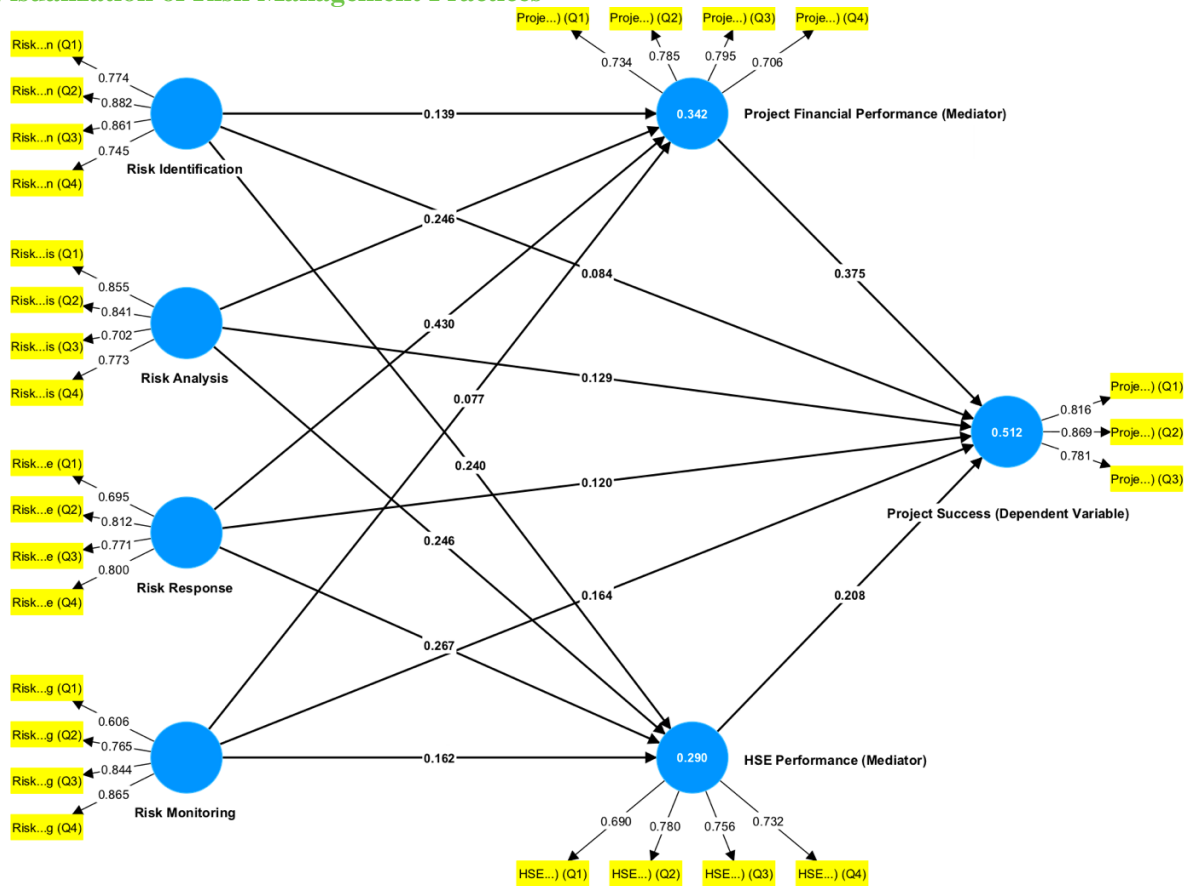 Visualization of Risk Management Practices
Proje...) (Q1)
Proje...) (Q2)
Proje...) (Q3)
Proje...) (Q4)
0.734
0.785
0.795
0.706
Risk...n (Q1)
Risk...n (Q2)
Risk...n (Q3)
Risk...n (Q4)
0.774
0.882
0.861
0.745
Risk Identification
0.139
0.342
Project Financial Performance (Mediator)
0.246
0.084
0.375
Risk...is (Q1)
Risk...is (Q2)
Risk...is (Q3)
Risk...is (Q4)
0.855
0.841
0.702
0.773
Risk Analysis
0.430
0.129
0.077
0.816
0.869
0.781
Proje...) (Q1)
Proje...) (Q2)
Proje...) (Q3)
0.512
Project Success (Dependent Variable)
0.240
0.120
Risk...e (Q1)
Risk...e (Q2)
Risk...e (Q3)
Risk...e (Q4)
0.695
0.812
0.771
0.800
Risk Response
0.246
0.164
0.208
0.267
Risk...g (Q1)
Risk...g (Q2)
Risk...g (Q3)
Risk...g (Q4)
0.606
0.765
0.844
0.865
Risk Monitoring
0.162
0.290
HSE Performance (Mediator)
0.690
0.780
0.756
0.732
HSE...) (Q1)
HSE...) (Q2)
HSE...) (Q3)
HSE...) (Q4)